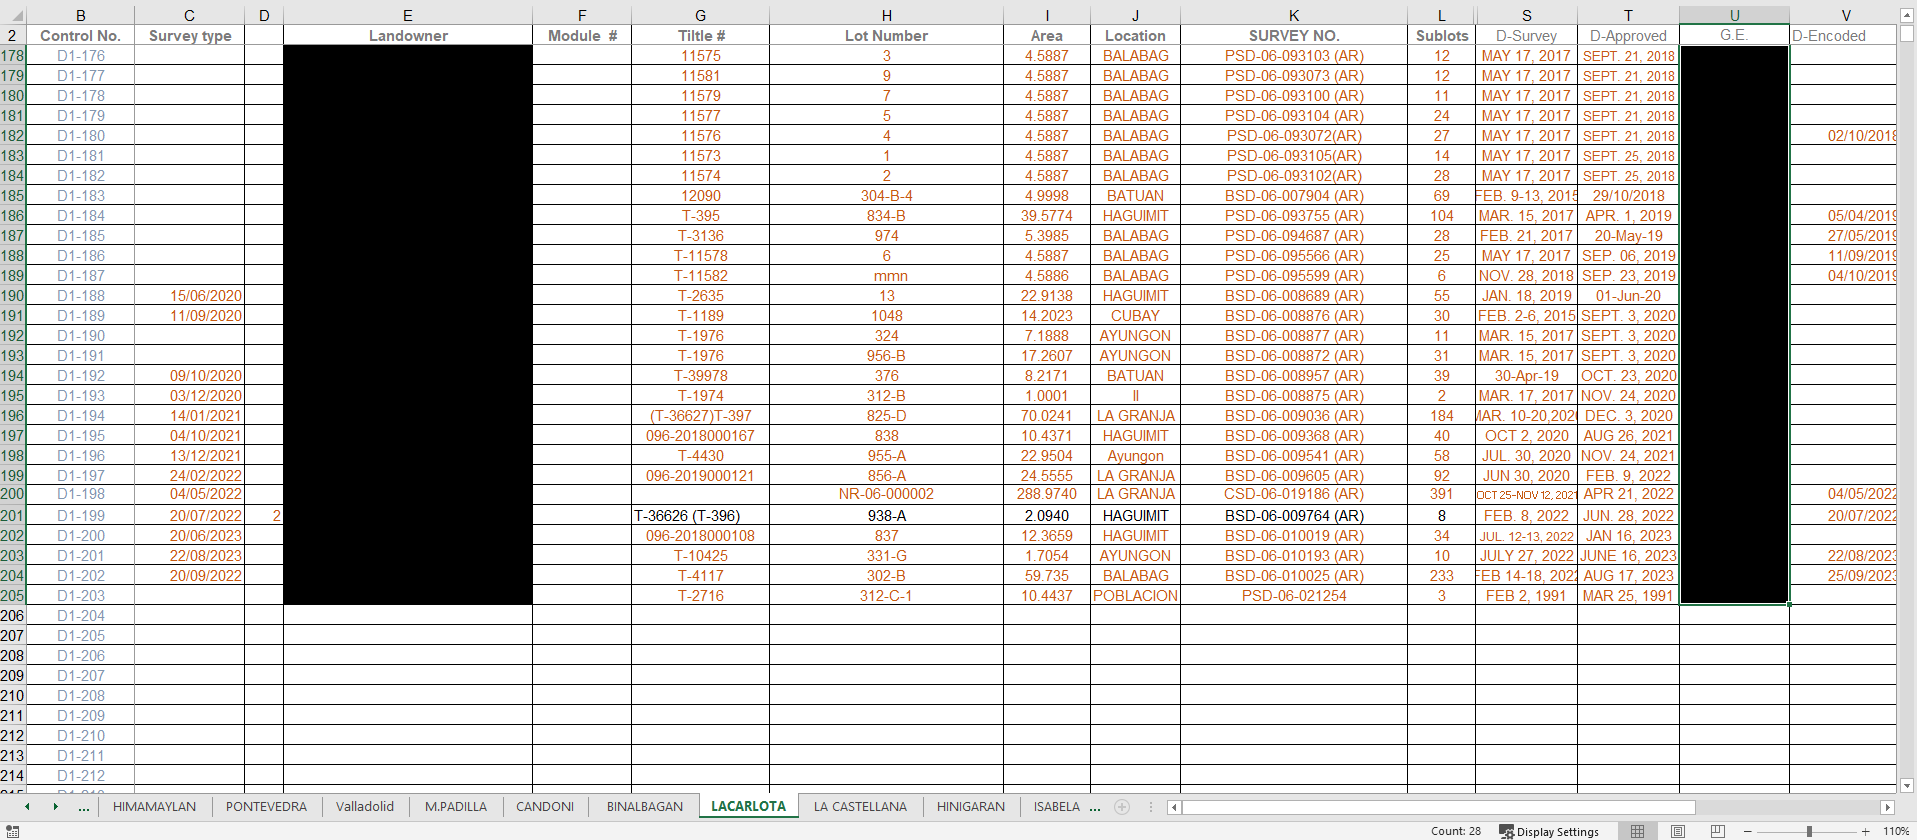 B C D E F G H I J K L S T U V
2 Control No. Survey type Landowner Module # Tiltle # Lot Number Area Location SURVEY NO. Sublots D-Survey D-Approved G.E. D-Encoded
178 D1-176 11575 3 4.5887 BALABAG PSD-06-093103 (AR) 12 MAY 17, 2017 SEPT. 21, 2018
179 D1-177 11581 9 4.5887 BALABAG PSD-06-093073 (AR) 12 MAY 17, 2017 SEPT. 21, 2018
180 D1-178 11579 7 4.5887 BALABAG PSD-06-093100 (AR) 11 MAY 17, 2017 SEPT. 21, 2018
181 D1-179 11577 5 4.5887 BALABAG PSD-06-093104 (AR) 24 MAY 17, 2017 SEPT. 21, 2018
182 D1-180 11576 4 4.5887 BALABAG PSD-06-093072(AR) 27 MAY 17, 2017 SEPT. 21, 2018 02/10/2018
183 D1-181 11573 1 4.5887 BALABAG PSD-06-093105(AR) 14 MAY 17, 2017 SEPT. 25, 2018
184 D1-182 11574 2 4.5887 BALABAG PSD-06-093102(AR) 28 MAY 17, 2017 SEPT. 25, 2018
185 D1-183 12090 304-B-4 4.9998 BATUAN BSD-06-007904 (AR) 69 FEB. 9-13, 2015 29/10/2018
186 D1-184 T-395 834-B 39.5774 HAGUIMIT PSD-06-093755 (AR) 104 MAR. 15, 2017 APR. 1, 2019 05/04/2019
187 D1-185 T-3136 974 5.3985 BALABAG PSD-06-094687 (AR) 28 FEB. 21, 2017 20-May-19 27/05/2019
188 D1-186 T-11578 6 4.5887 BALABAG PSD-06-095566 (AR) 25 MAY 17, 2017 SEP. 06, 2019 11/09/2019
189 D1-187 T-11582 mmn 4.5886 BALABAG PSD-06-095599 (AR) 6 NOV. 28, 2018 SEP. 23, 2019 04/10/2019
190 D1-188 15/06/2020 T-2635 13 22.9138 HAGUIMIT BSD-06-008689 (AR) 55 JAN. 18, 2019 01-Jun-20
191 D1-189 11/09/2020 T-1189 1048 14.2023 CUBAY BSD-06-008876 (AR) 30 FEB. 2-6, 2015 SEPT. 3, 2020
192 D1-190 T-1976 324 7.1888 AYUNGON BSD-06-008877 (AR) 11 MAR. 15, 2017 SEPT. 3, 2020
193 D1-191 T-1976 956-B 17.2607 AYUNGON BSD-06-008872 (AR) 31 MAR. 15, 2017 SEPT. 3, 2020
194 D1-192 09/10/2020 T-39978 376 8.2171 BATUAN BSD-06-008957 (AR) 39 30-Apr-19 OCT. 23, 2020
195 D1-193 03/12/2020 T-1974 312-B 1.0001 II BSD-06-008875 (AR) 2 MAR. 17, 2017 NOV. 24, 2020
196 D1-194 14/01/2021 (T-36627)T-397 825-D 70.0241 LA GRANJA BSD-06-009036 (AR) 184 MAR. 10-20,2020 DEC. 3, 2020
197 D1-195 04/10/2021 096-2018000167 838 10.4371 HAGUIMIT BSD-06-009368 (AR) 40 OCT 2, 2020 AUG 26, 2021
198 D1-196 13/12/2021 T-4430 955-A 22.9504 Ayungon BSD-06-009541 (AR) 58 JUL. 30, 2020 NOV. 24, 2021
199 D1-197 24/02/2022 096-2019000121 856-A 24.5555 LA GRANJA BSD-06-009605 (AR) 92 JUN 30, 2020 FEB. 9, 2022
200 D1-198 04/05/2022 NR-06-000002 288.9740 LA GRANJA CSD-06-019186 (AR) 391 OCT 25-NOV 12, 2021 APR 21, 2022 04/05/2022
201 D1-199 20/07/2022 2 T-36626 (T-396) 938-A 2.0940 HAGUIMIT BSD-06-009764 (AR) 8 FEB. 8, 2022 JUN. 28, 2022 20/07/2022
202 D1-200 20/06/2023 096-2018000108 837 12.3659 HAGUIMIT BSD-06-010019 (AR) 34 JUL. 12-13, 2022 JAN 16, 2023
203 D1-201 22/08/2023 T-10425 331-G 1.7054 AYUNGON BSD-06-010193 (AR) 10 JULY 27, 2022 JUNE 16, 2023 22/08/2023
204 D1-202 20/09/2022 T-4117 302-B 59.735 BALABAG BSD-06-010025 (AR) 233 FEB 14-18, 2022 AUG 17, 2023 25/09/2023
205 D1-203 T-2716 312-C-1 10.4437 POBLACION PSD-06-021254 3 FEB 2, 1991 MAR 25, 1991
206 D1-204
207 D1-205
208 D1-206
209 D1-207
210 D1-208
211 D1-209
212 D1-210
213 D1-211
214 D1-212
... HIMAMAYLAN PONTEVEDRA Valladolid M.PADILLA CANDONI BINALBAGAN LACARLOTA LA CASTELLANA HINIGARAN ISABELA ...
Count: 28 Display Settings 110%